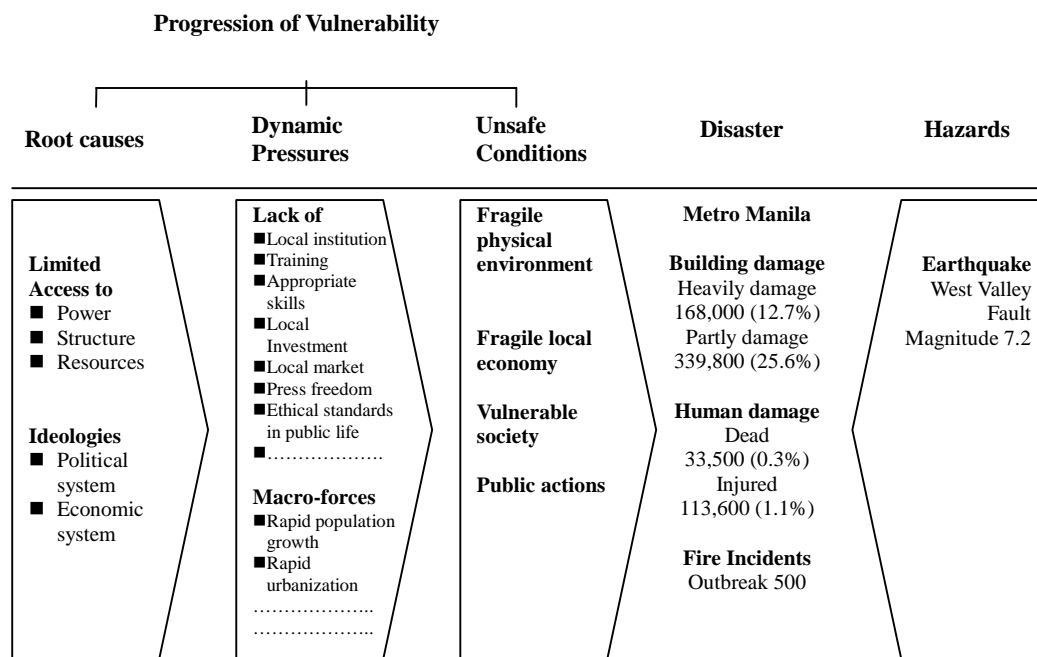 Progression of Vulnerability
Root causes
Dynamic
Pressures
Unsafe
Conditions
Disaster
Hazards
Limited
Access to
■ Power
■ Structure
■ Resources
Ideologies
■ Political
system
■ Economic
system
Lack of
■Local institution
■Training
■Appropriate
skills
■Local
Investment
■Local market
■Press freedom
■Ethical standards
in public life
■……………….
Macro-forces
■Rapid population
growth
■Rapid
urbanization
………………..
………………..
Fragile
physical
environment
Fragile local
economy
Vulnerable
society
Public actions
Metro Manila
Building damage
Heavily damage
168,000 (12.7%)
Partly damage
339,800 (25.6%)
Human damage
Dead
33,500 (0.3%)
Injured
113,600 (1.1%)
Fire Incidents
Outbreak 500
Earthquake
West Valley
Fault
Magnitude 7.2